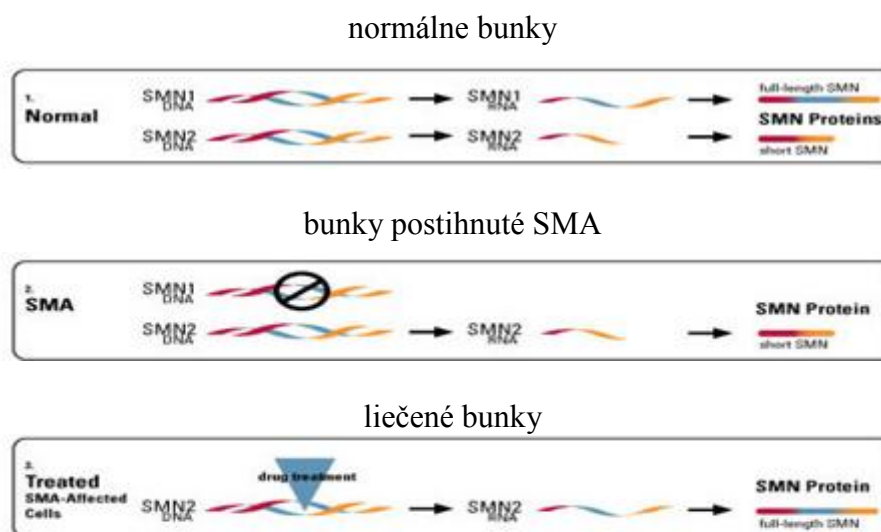 normálne bunky
1.
Normal
SMN1
DNA
SMN1
RNA
full-length SMN
SMN Proteins
SMN2
DNA
SMN2
RNA
short SMN
bunky postihnuté SMA
2.
SMA
SMN1
DNA
SMN2
DNA
SMN2
RNA
SMN Protein
short SMN
liečené bunky
3.
Treated
SMA-Affected
Cells
drug treatment
SMN2
DNA
SMN2
RNA
SMN Protein
full-length SMN